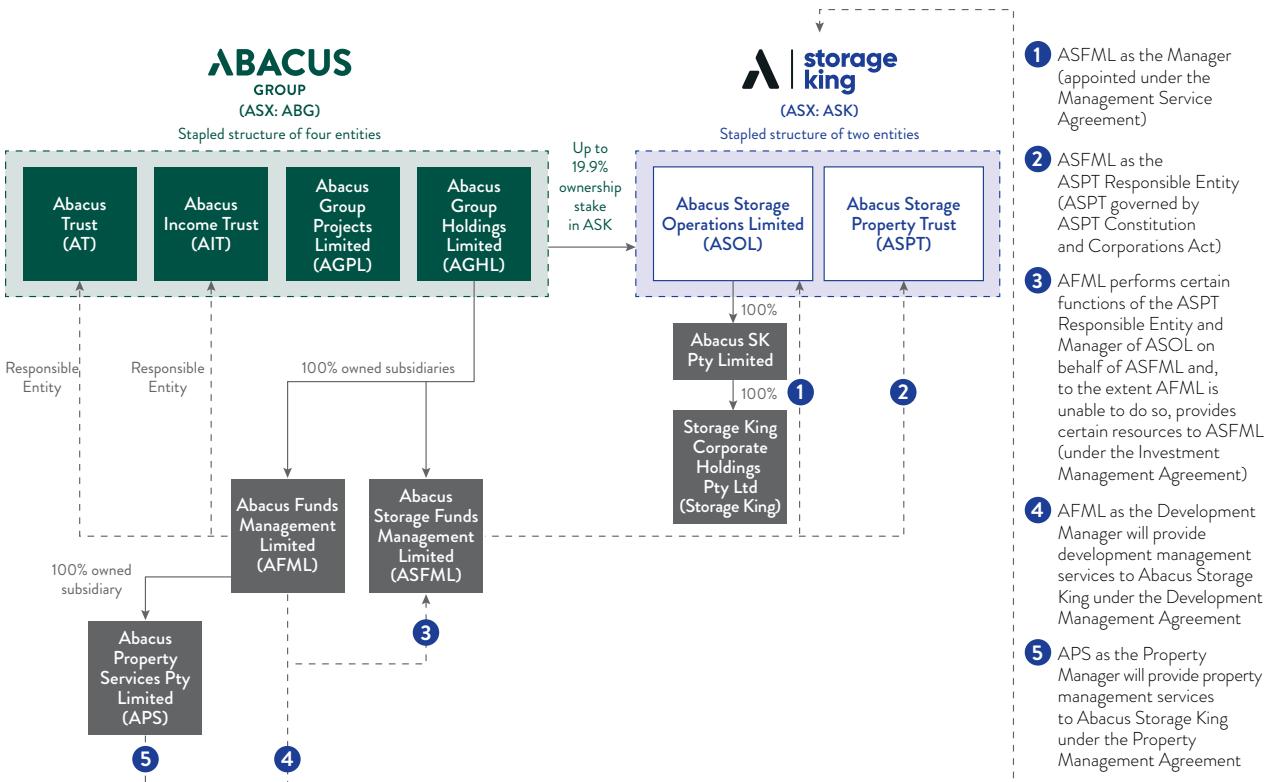 ABACUS
GROUP
(ASX: ABG)
Stapled structure of four entities
storage
king
(ASX: ASK)
Stapled structure of two entities
Abacus
Trust
(AT)
Abacus
Income Trust
(AIT)
Abacus
Group
Projects
Limited
(AGPL)
Abacus
Group
Holdings
Limited
(AGHL)
Up to
19.9%
ownership
stake
in ASK
Abacus Storage
Operations Limited
(ASOL)
Abacus Storage
Property Trust
(ASPT)
Responsible
Entity
Responsible
Entity
100% owned subsidiaries
100%
Abacus SK
Pty Limited
100%
1
2
Storage King
Corporate
Holdings
Pty Ltd
(Storage King)
Abacus Funds
Management
Limited
(AFML)
Abacus
Storage Funds
Management
Limited
(ASFML)
100% owned
subsidiary
Abacus
Property
Services Pty
Limited
(APS)
3
5
4
1 ASFML as the Manager
(appointed under the
Management Service
Agreement)
2 ASFML as the
ASPT Responsible Entity
(ASPT governed by
ASPT Constitution
and Corporations Act)
3 AFML performs certain
functions of the ASPT
Responsible Entity and
Manager of ASOL on
behalf of ASFML and,
to the extent AFML is
unable to do so, provides
certain resources to ASFML
(under the Investment
Management Agreement)
4 AFML as the Development
Manager will provide
development management
services to Abacus Storage
King under the Development
Management Agreement
5 APS as the Property
Manager will provide property
management services
to Abacus Storage King
under the Property
Management Agreement